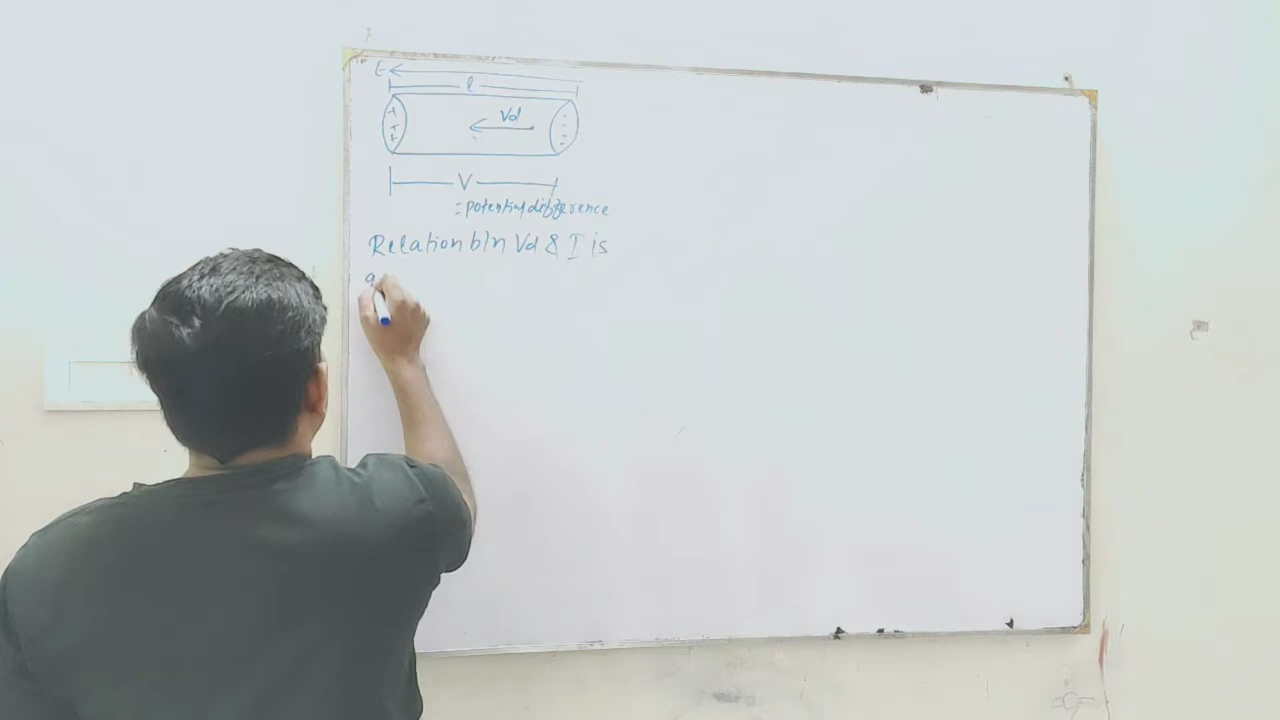 E
l
Vd
V
=potential difference
Relation b/n Vd & I is
g